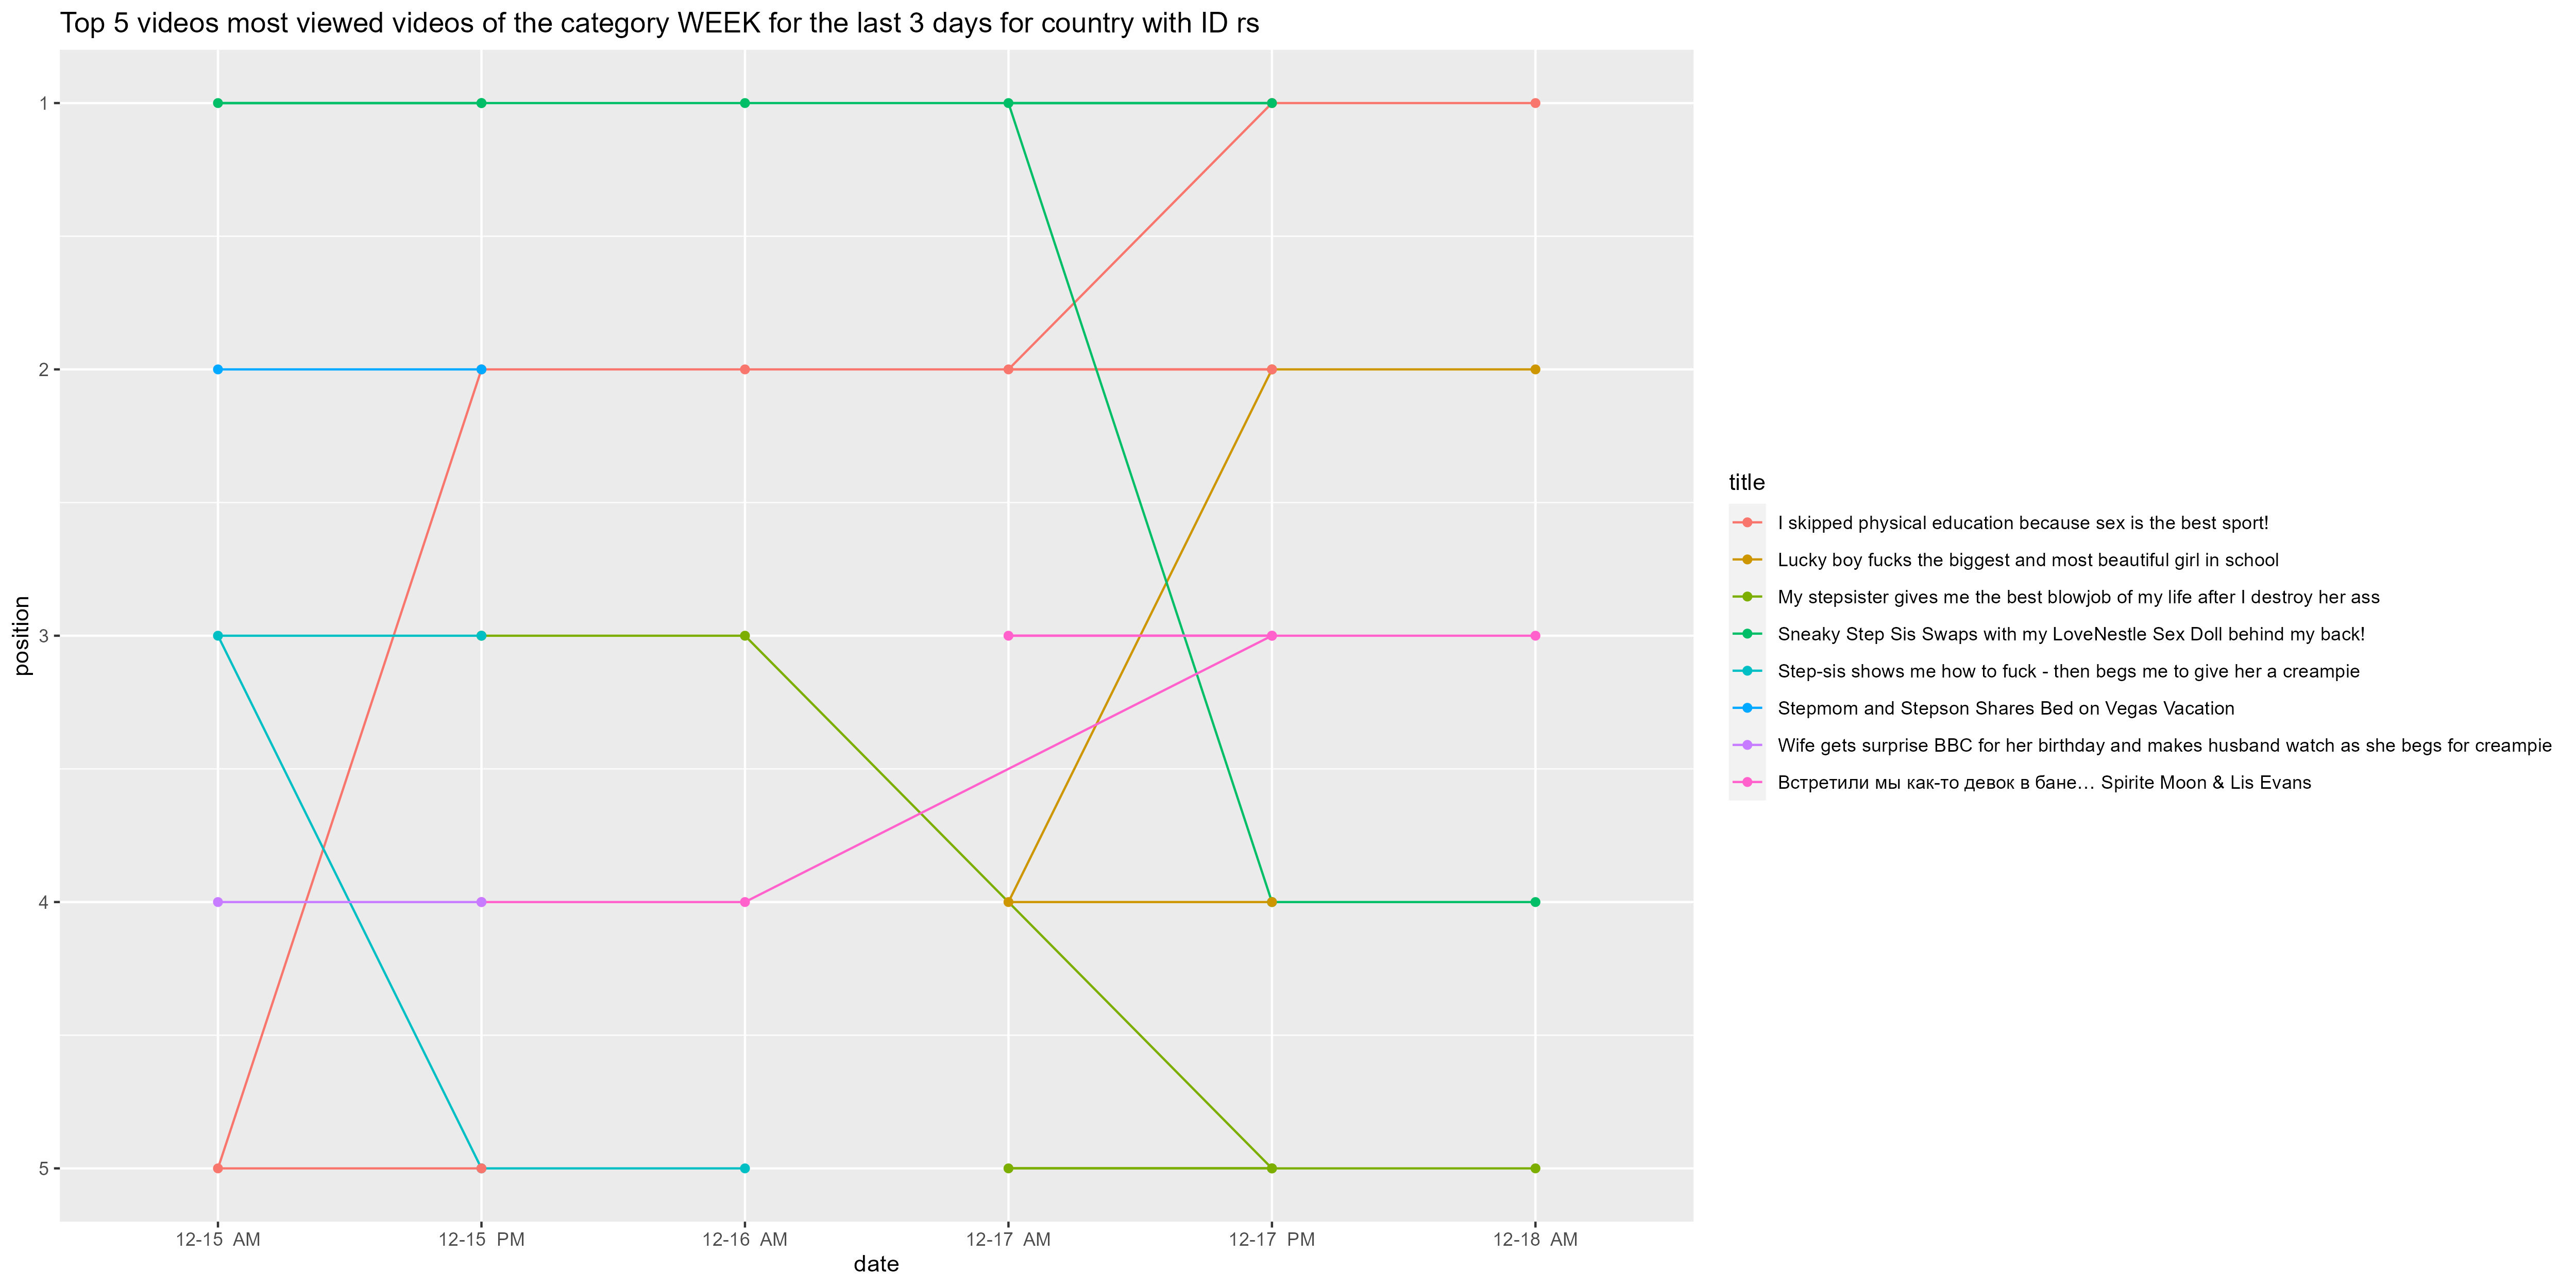 Top 5 videos most viewed videos of the category WEEK for the last 3 days for country with ID rs
position
1
2
3
4
5
12-15 AM
12-15 PM
12-16 AM
12-17 AM
12-17 PM
12-18 AM
date
title
I skipped physical education because sex is the best sport!
Lucky boy fucks the biggest and most beautiful girl in school
My stepsister gives me the best blowjob of my life after I destroy her ass
Sneaky Step Sis Swaps with my LoveNestle Sex Doll behind my back!
Step-sis shows me how to fuck - then begs me to give her a creampie
Stepmom and Stepson Shares Bed on Vegas Vacation
Wife gets surprise BBC for her birthday and makes husband watch as she begs for creampie
Встретили мы как-то девок в бане… Spirite Moon & Lis Evans